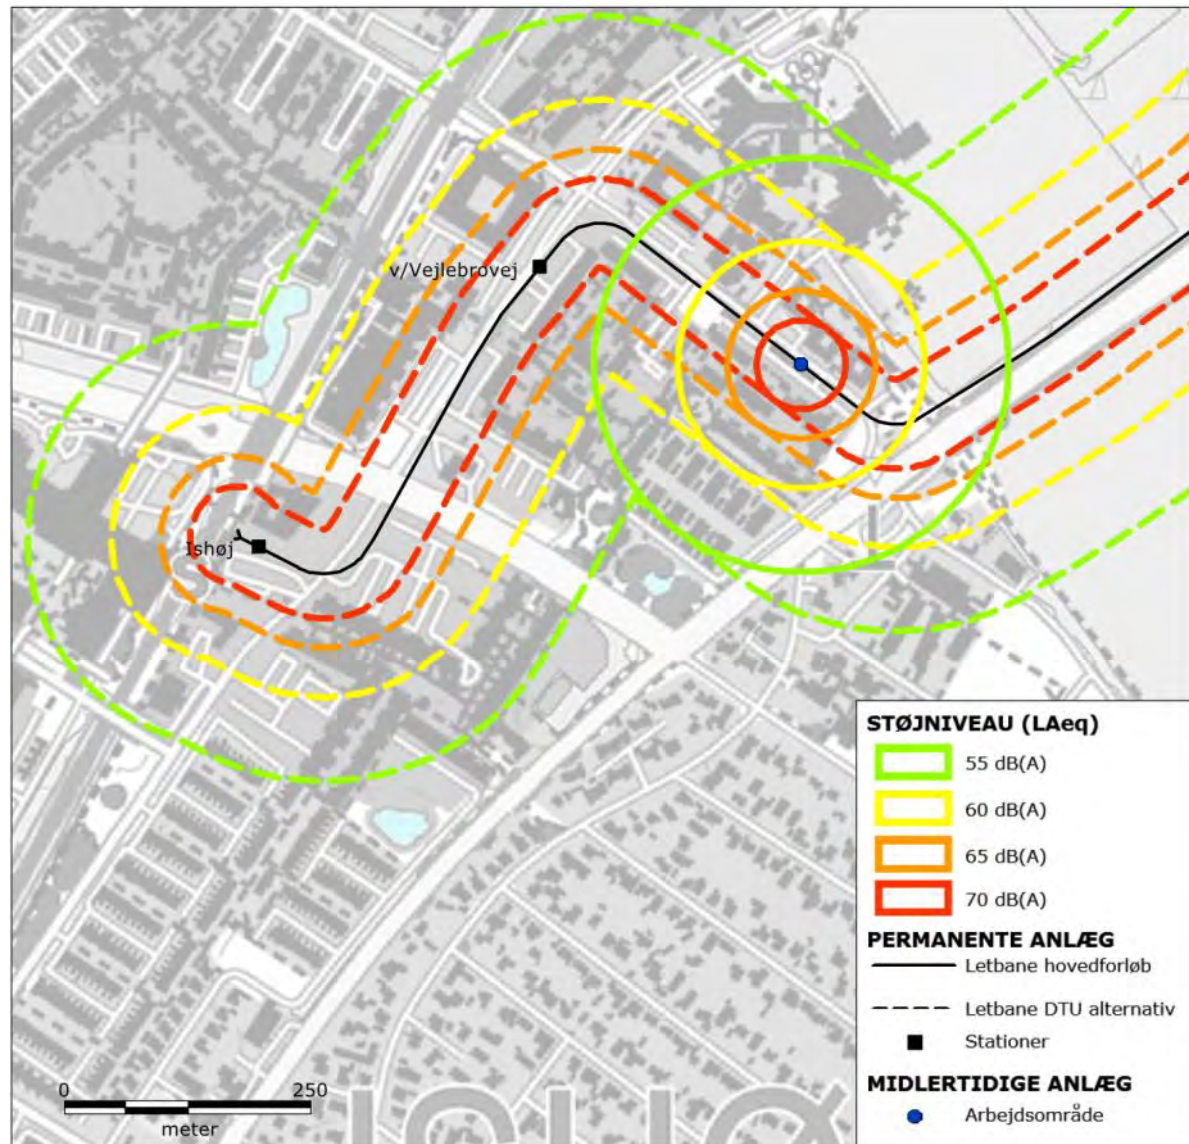 v/Vejlebrovej
Ishøj
STØJNIVEAU (LAeq)
55 dB(A)
60 dB(A)
65 dB(A)
70 dB(A)
PERMANENTE ANLÆG
Letbane hovedforløb
Letbane DTU alternativ
Stationer
MIDLERTIDIGE ANLÆG
Arbejdsområde
0 250
meter